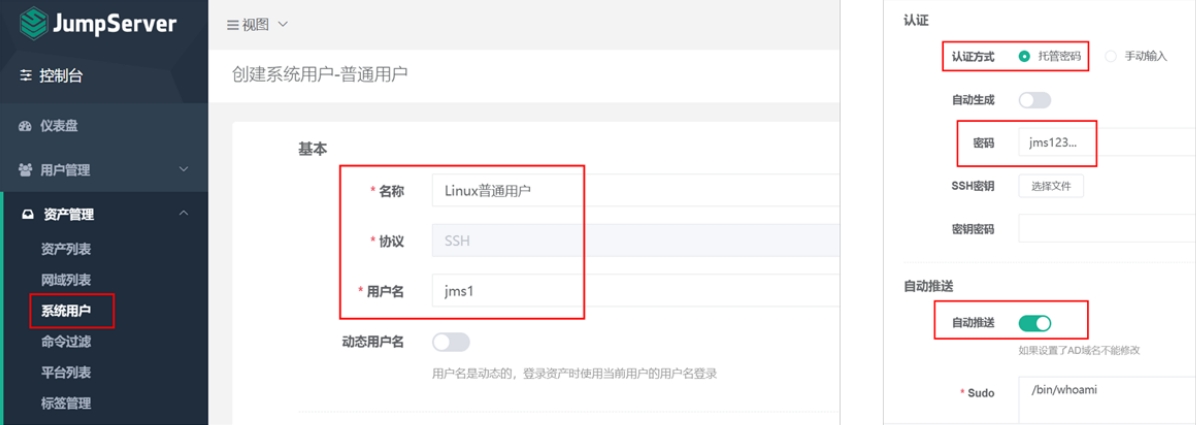 JumpServer
视图
控制台
创建系统用户-普通用户
仪表盘
用户管理
资产管理
资产列表
网域列表
系统用户
命令过滤
平台列表
标签管理
基本
* 名称 Linux普通用户
* 协议 SSH
* 用户名 jms1
动态用户名
用户名是动态的，登录资产时使用当前用户的用户名登录
认证
认证方式 托管密码 手动输入
自动生成
密码 jms123...
SSH密钥 选择文件
密钥密码
自动推送
自动推送
如果设置了AD域名不能修改
* Sudo /bin/whoami